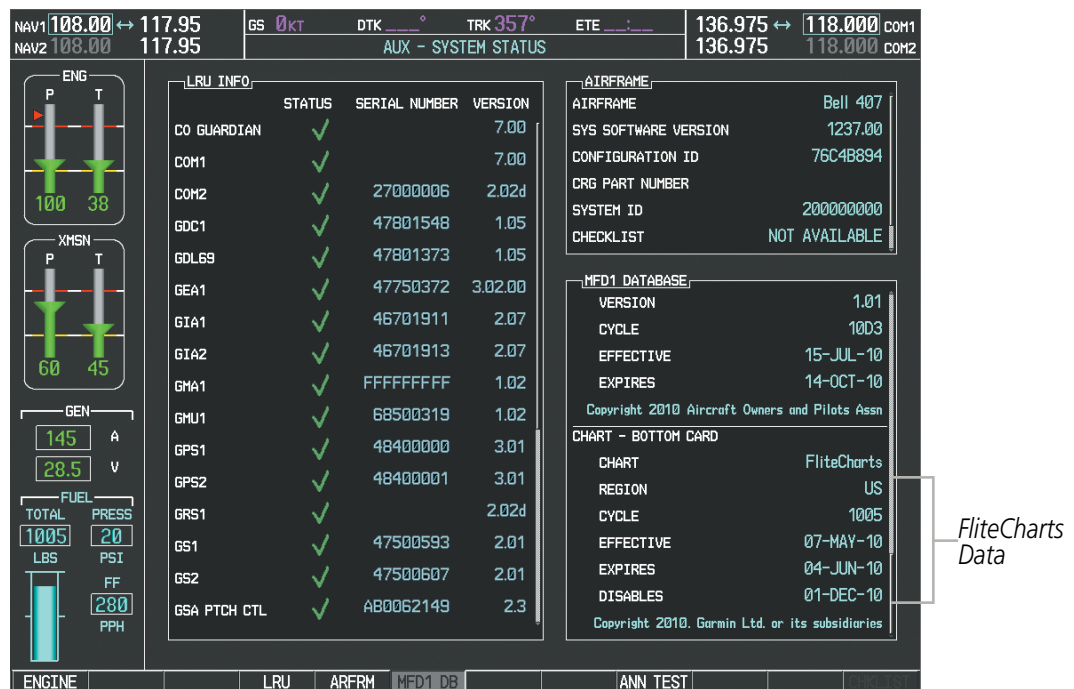 NAV1 108.00 ↔ 117.95
NAV2 108.00 117.95
GS 0KT DTK ___° TRK 357° ETE __:__
AUX - SYSTEM STATUS
136.975 ↔ 118.000 COM1
136.975 118.000 COM2
ENG
P T
100 38
XMSN
P T
60 45
GEN
145 A
28.5 V
FUEL
TOTAL PRESS
1005 20
LBS PSI
FF
280
PPH
LRU INFO
STATUS SERIAL NUMBER VERSION
CO GUARDIAN ✓ 7.00
COM1 ✓ 7.00
COM2 ✓ 27000006 2.02d
GDC1 ✓ 47801548 1.05
GDL69 ✓ 47801373 1.05
GEA1 ✓ 47750372 3.02.00
GIA1 ✓ 46701911 2.07
GIA2 ✓ 46701913 2.07
GMA1 ✓ FFFFFFFFF 1.02
GMU1 ✓ 68500319 1.02
GPS1 ✓ 48400000 3.01
GPS2 ✓ 48400001 3.01
GRS1 ✓ 2.02d
GS1 ✓ 47500593 2.01
GS2 ✓ 47500607 2.01
GSA PTCH CTL ✓ AB0062149 2.3
AIRFRAME
AIRFRAME Bell 407
SYS SOFTWARE VERSION 1237.00
CONFIGURATION ID 76C4B894
CRG PART NUMBER
SYSTEM ID 200000000
CHECKLIST NOT AVAILABLE
MFD1 DATABASE
VERSION 1.01
CYCLE 10D3
EFFECTIVE 15-JUL-10
EXPIRES 14-OCT-10
Copyright 2010 Aircraft Owners and Pilots Assn
CHART - BOTTOM CARD
CHART FliteCharts
REGION US
CYCLE 1005
EFFECTIVE 07-MAY-10
EXPIRES 04-JUN-10
DISABLES 01-DEC-10
Copyright 2010. Garmin Ltd. or its subsidiaries
FliteCharts
Data
ENGINE LRU ARFRM MFD1 DB ANN TEST CHKLIST